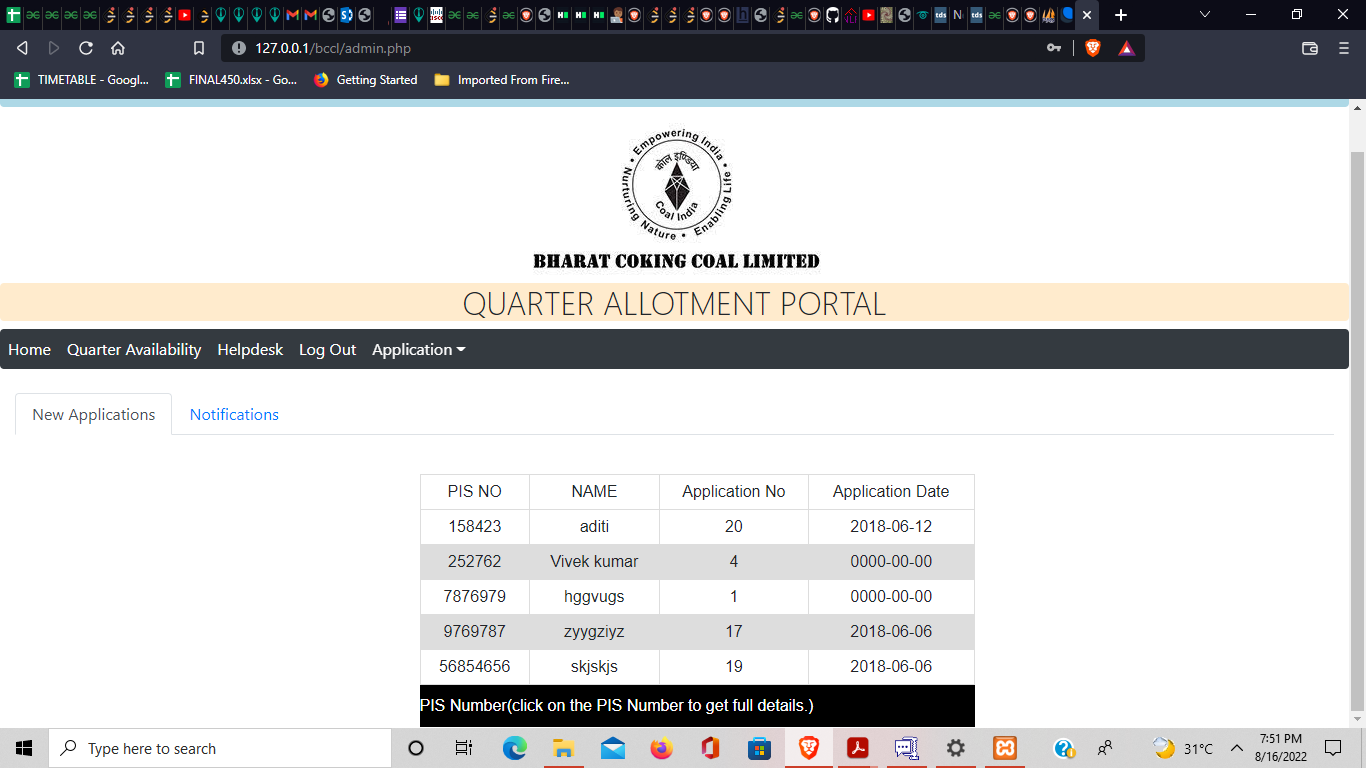 127.0.0.1/bccl/admin.php
TIMETABLE - Googl... FINAL450.xlsx - Go... Getting Started Imported From Fire...
Empowering India
Nurturing Nature • Enabling Life
कोल इण्डिया
Coal India
BHARAT COKING COAL LIMITED
QUARTER ALLOTMENT PORTAL
Home Quarter Availability Helpdesk Log Out Application
New Applications Notifications
PIS NO NAME Application No Application Date
158423 aditi 20 2018-06-12
252762 Vivek kumar 4 0000-00-00
7876979 hggvugs 1 0000-00-00
9769787 zyygziyz 17 2018-06-06
56854656 skjskjs 19 2018-06-06
PIS Number(click on the PIS Number to get full details.)
Type here to search
31°C
7:51 PM
8/16/2022